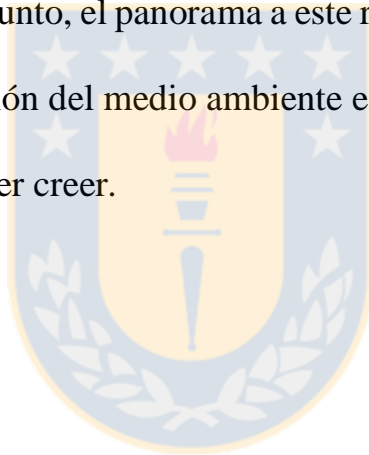 unto, el panorama a este
ón del medio ambiente e
er creer.